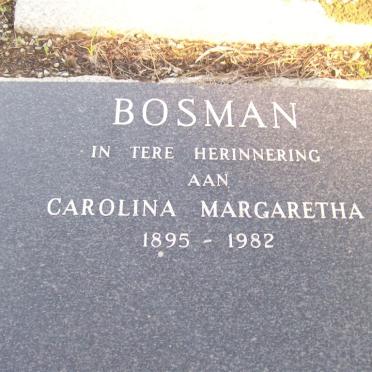 BOSMAN
IN TERE HERINNERING
AAN
CAROLINA MARGARETHA
1895 - 1982